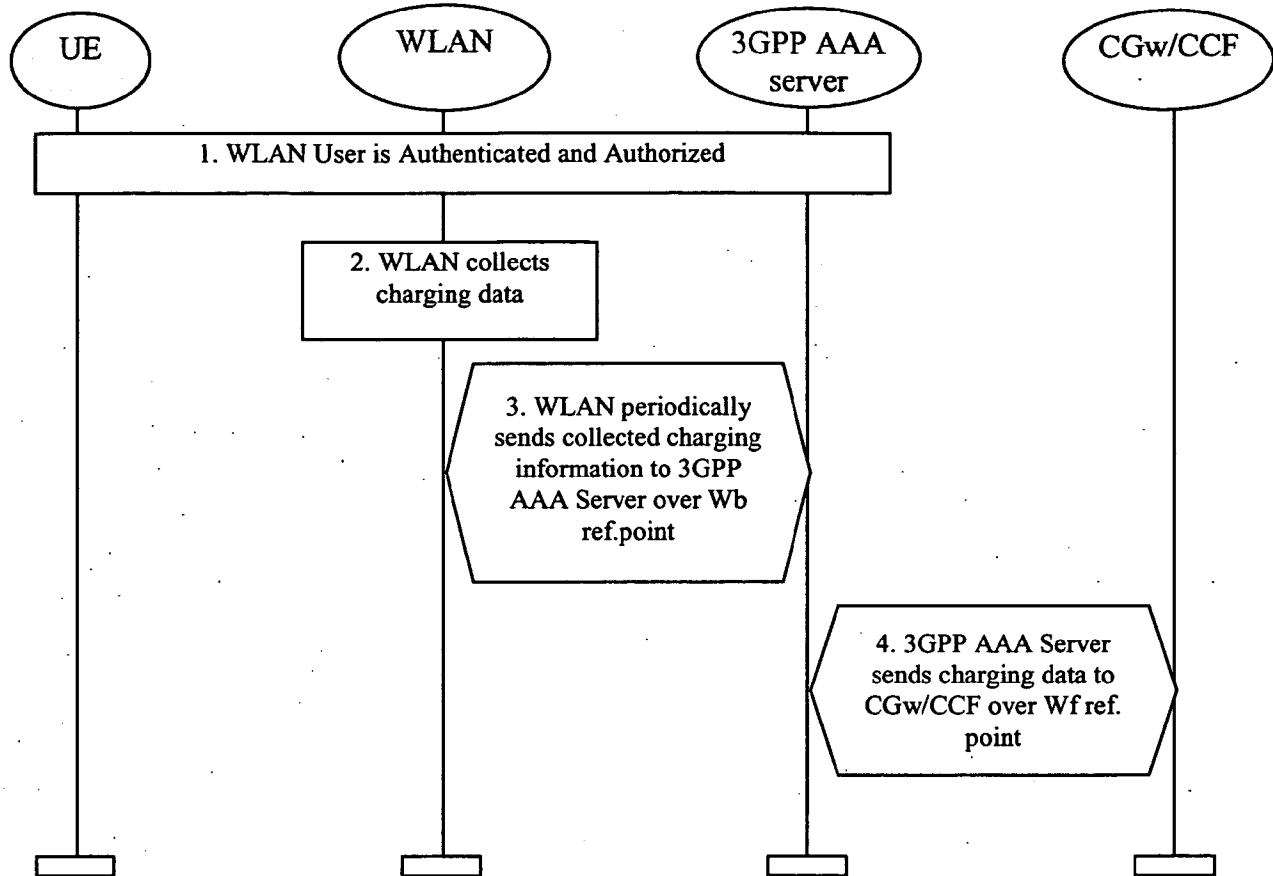 UE
WLAN
3GPP AAA
server
CGw/CCF
1. WLAN User is Authenticated and Authorized
2. WLAN collects
charging data
3. WLAN periodically
sends collected charging
information to 3GPP
AAA Server over Wb
ref.point
4. 3GPP AAA Server
sends charging data to
CGw/CCF over Wf ref.
point